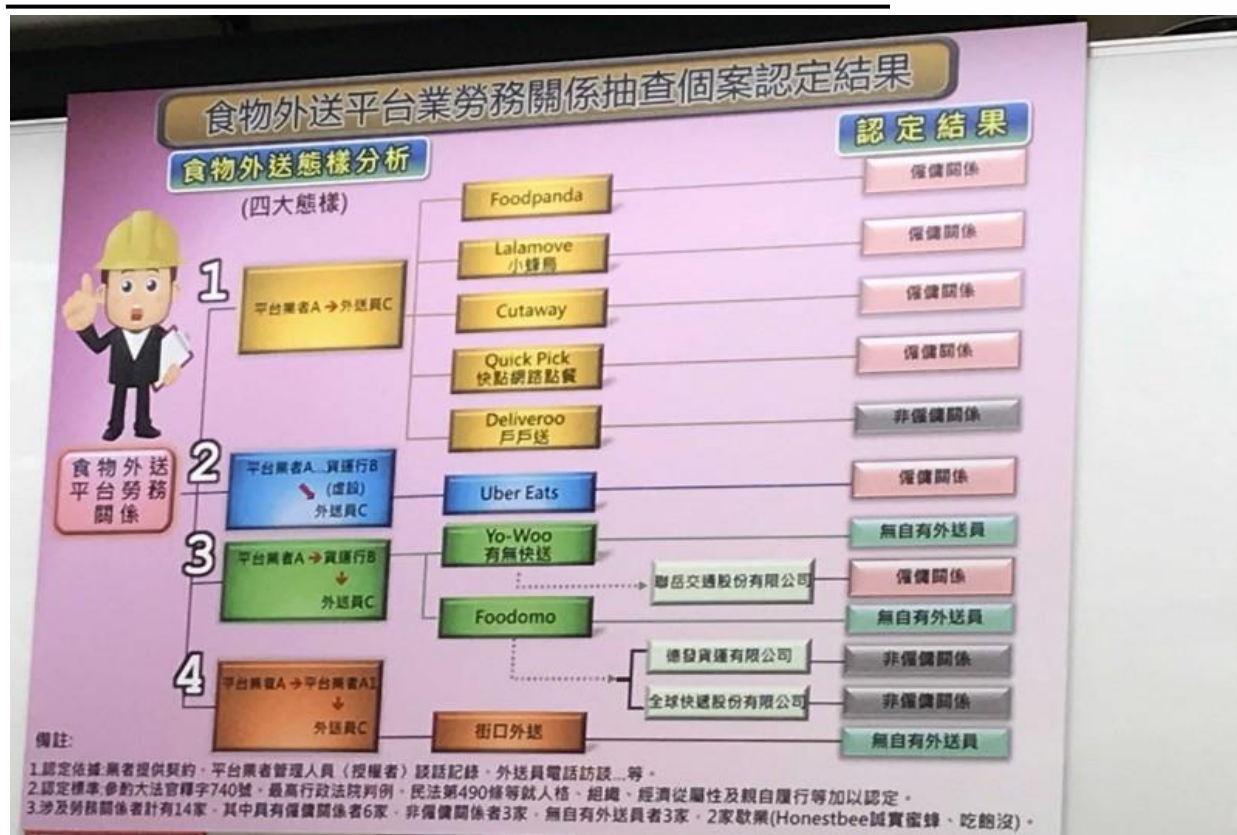 食物外送平台業勞務關係抽查個案認定結果
食物外送態樣分析
(四大態樣)
認定結果
食物外送
平台勞務
關係
1
平台業者A→外送員C
Foodpanda
僱傭關係
Lalamove
小蜂鳥
僱傭關係
Cutaway
僱傭關係
Quick Pick
快點網路點餐
僱傭關係
Deliveroo
戶戶送
非僱傭關係
2
平台業者A...貨運行B
(虛設)
外送員C
Uber Eats
僱傭關係
3
平台業者A→貨運行B
外送員C
Yo-Woo
有無快送
無自有外送員
聯岳交通股份有限公司
僱傭關係
Foodomo
無自有外送員
德發貨運有限公司
非僱傭關係
全球快遞股份有限公司
非僱傭關係
4
平台業者A→平台業者A1
外送員C
街口外送
無自有外送員
備註:
1.認定依據:業者提供契約、平台業者管理人員（授權者）談話記錄、外送員電話訪談...等。
2.認定標準:參酌大法官釋字740號、最高行政法院判例、民法第490條等就人格、組織、經濟從屬性及親自履行等加以認定。
3.涉及勞務關係者計有14家，其中具有僱傭關係者6家，非僱傭關係者3家，無自有外送員者3家，2家歇業(Honestbee誠實蜜蜂、吃飽沒)。